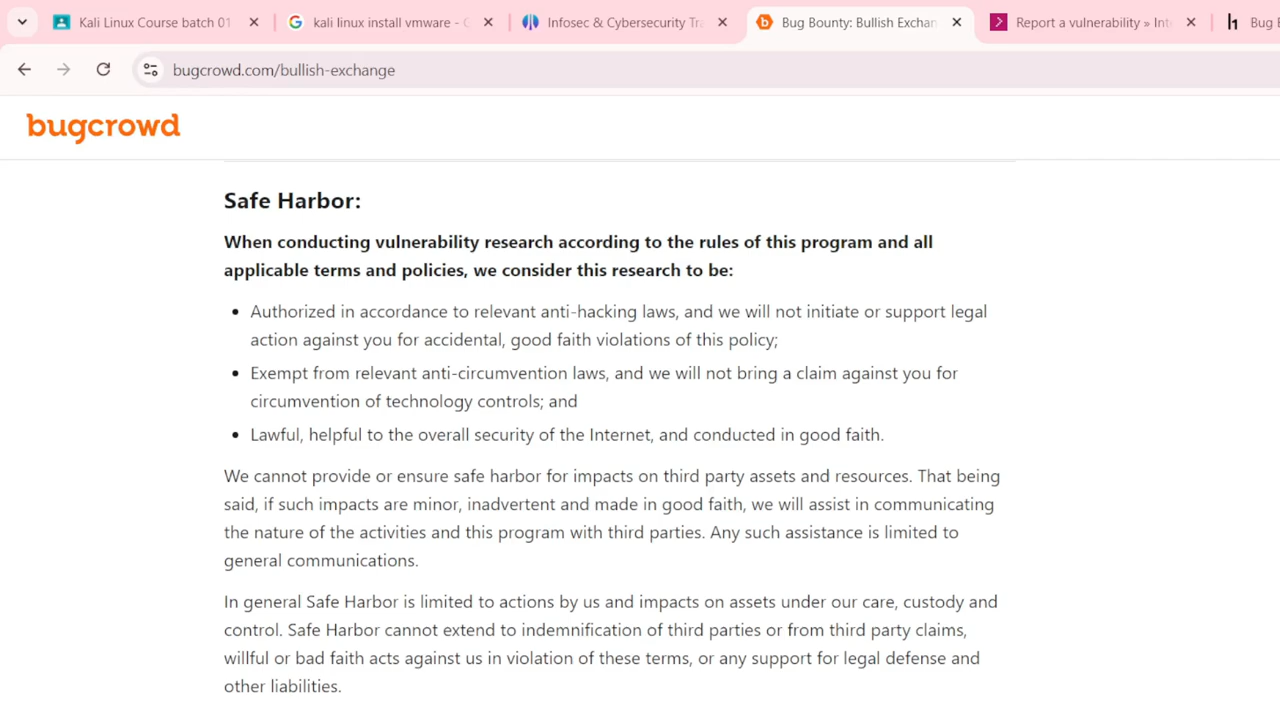 Kali Linux Course batch 01
kali linux install vmware - G
Infosec & Cybersecurity Tra
Bug Bounty: Bullish Exchan
Report a vulnerability » Int
Bug B
bugcrowd.com/bullish-exchange
bugcrowd
Safe Harbor:
When conducting vulnerability research according to the rules of this program and all
applicable terms and policies, we consider this research to be:
• Authorized in accordance to relevant anti-hacking laws, and we will not initiate or support legal
action against you for accidental, good faith violations of this policy;
• Exempt from relevant anti-circumvention laws, and we will not bring a claim against you for
circumvention of technology controls; and
• Lawful, helpful to the overall security of the Internet, and conducted in good faith.
We cannot provide or ensure safe harbor for impacts on third party assets and resources. That being
said, if such impacts are minor, inadvertent and made in good faith, we will assist in communicating
the nature of the activities and this program with third parties. Any such assistance is limited to
general communications.
In general Safe Harbor is limited to actions by us and impacts on assets under our care, custody and
control. Safe Harbor cannot extend to indemnification of third parties or from third party claims,
willful or bad faith acts against us in violation of these terms, or any support for legal defense and
other liabilities.